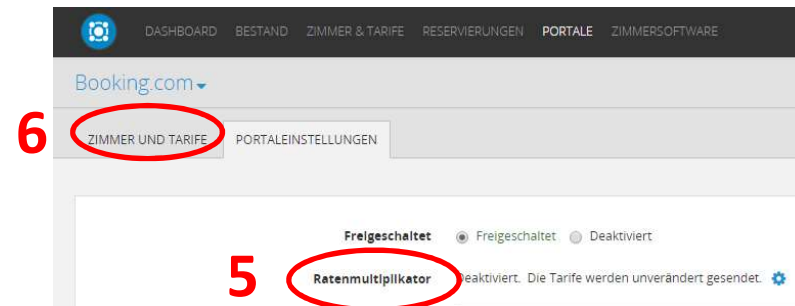 DASHBOARD BESTAND ZIMMER & TARIFE RESERVIERUNGEN PORTALE ZIMMERSOFTWARE
Booking.com
6
ZIMMER UND TARIFE PORTALEINSTELLUNGEN
Freigeschaltet Freigeschaltet Deaktiviert
5
Ratenmultiplikator Deaktiviert. Die Tarife werden unverändert gesendet.